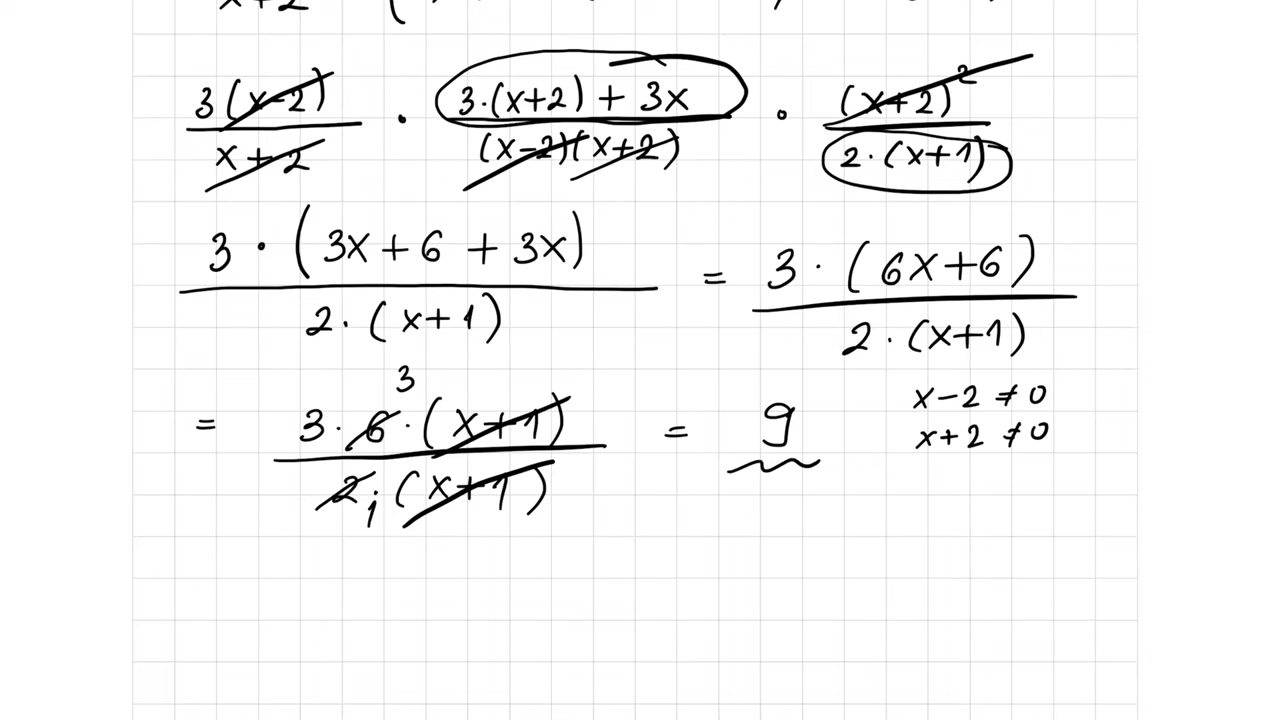 x+2 (
3(x-2) / x+2 · 3·(x+2) + 3x / (x-2)(x+2) · (x+2)² / 2·(x+1)
3 · (3x + 6 + 3x) / 2·(x+1) = 3 · (6x+6) / 2·(x+1)
= 3 · 6 3 · (x+1) / 2 1 (x+1) = 9
x-2 ≠ 0
x+2 ≠ 0